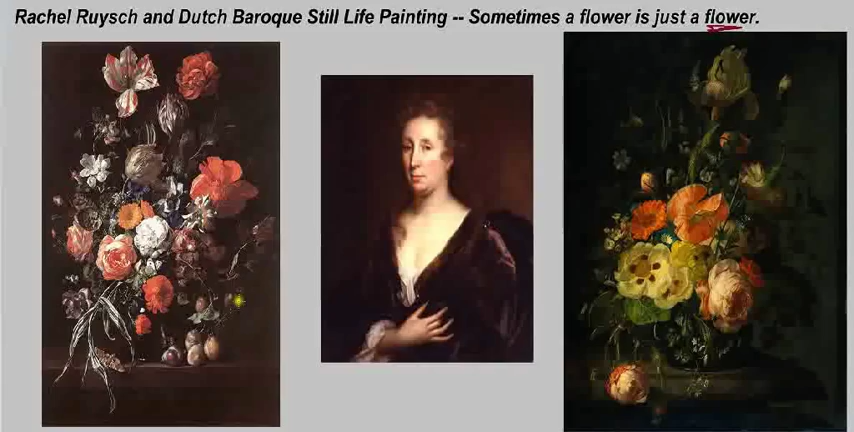 Rachel Ruysch and Dutch Baroque Still Life Painting -- Sometimes a flower is just a flower.